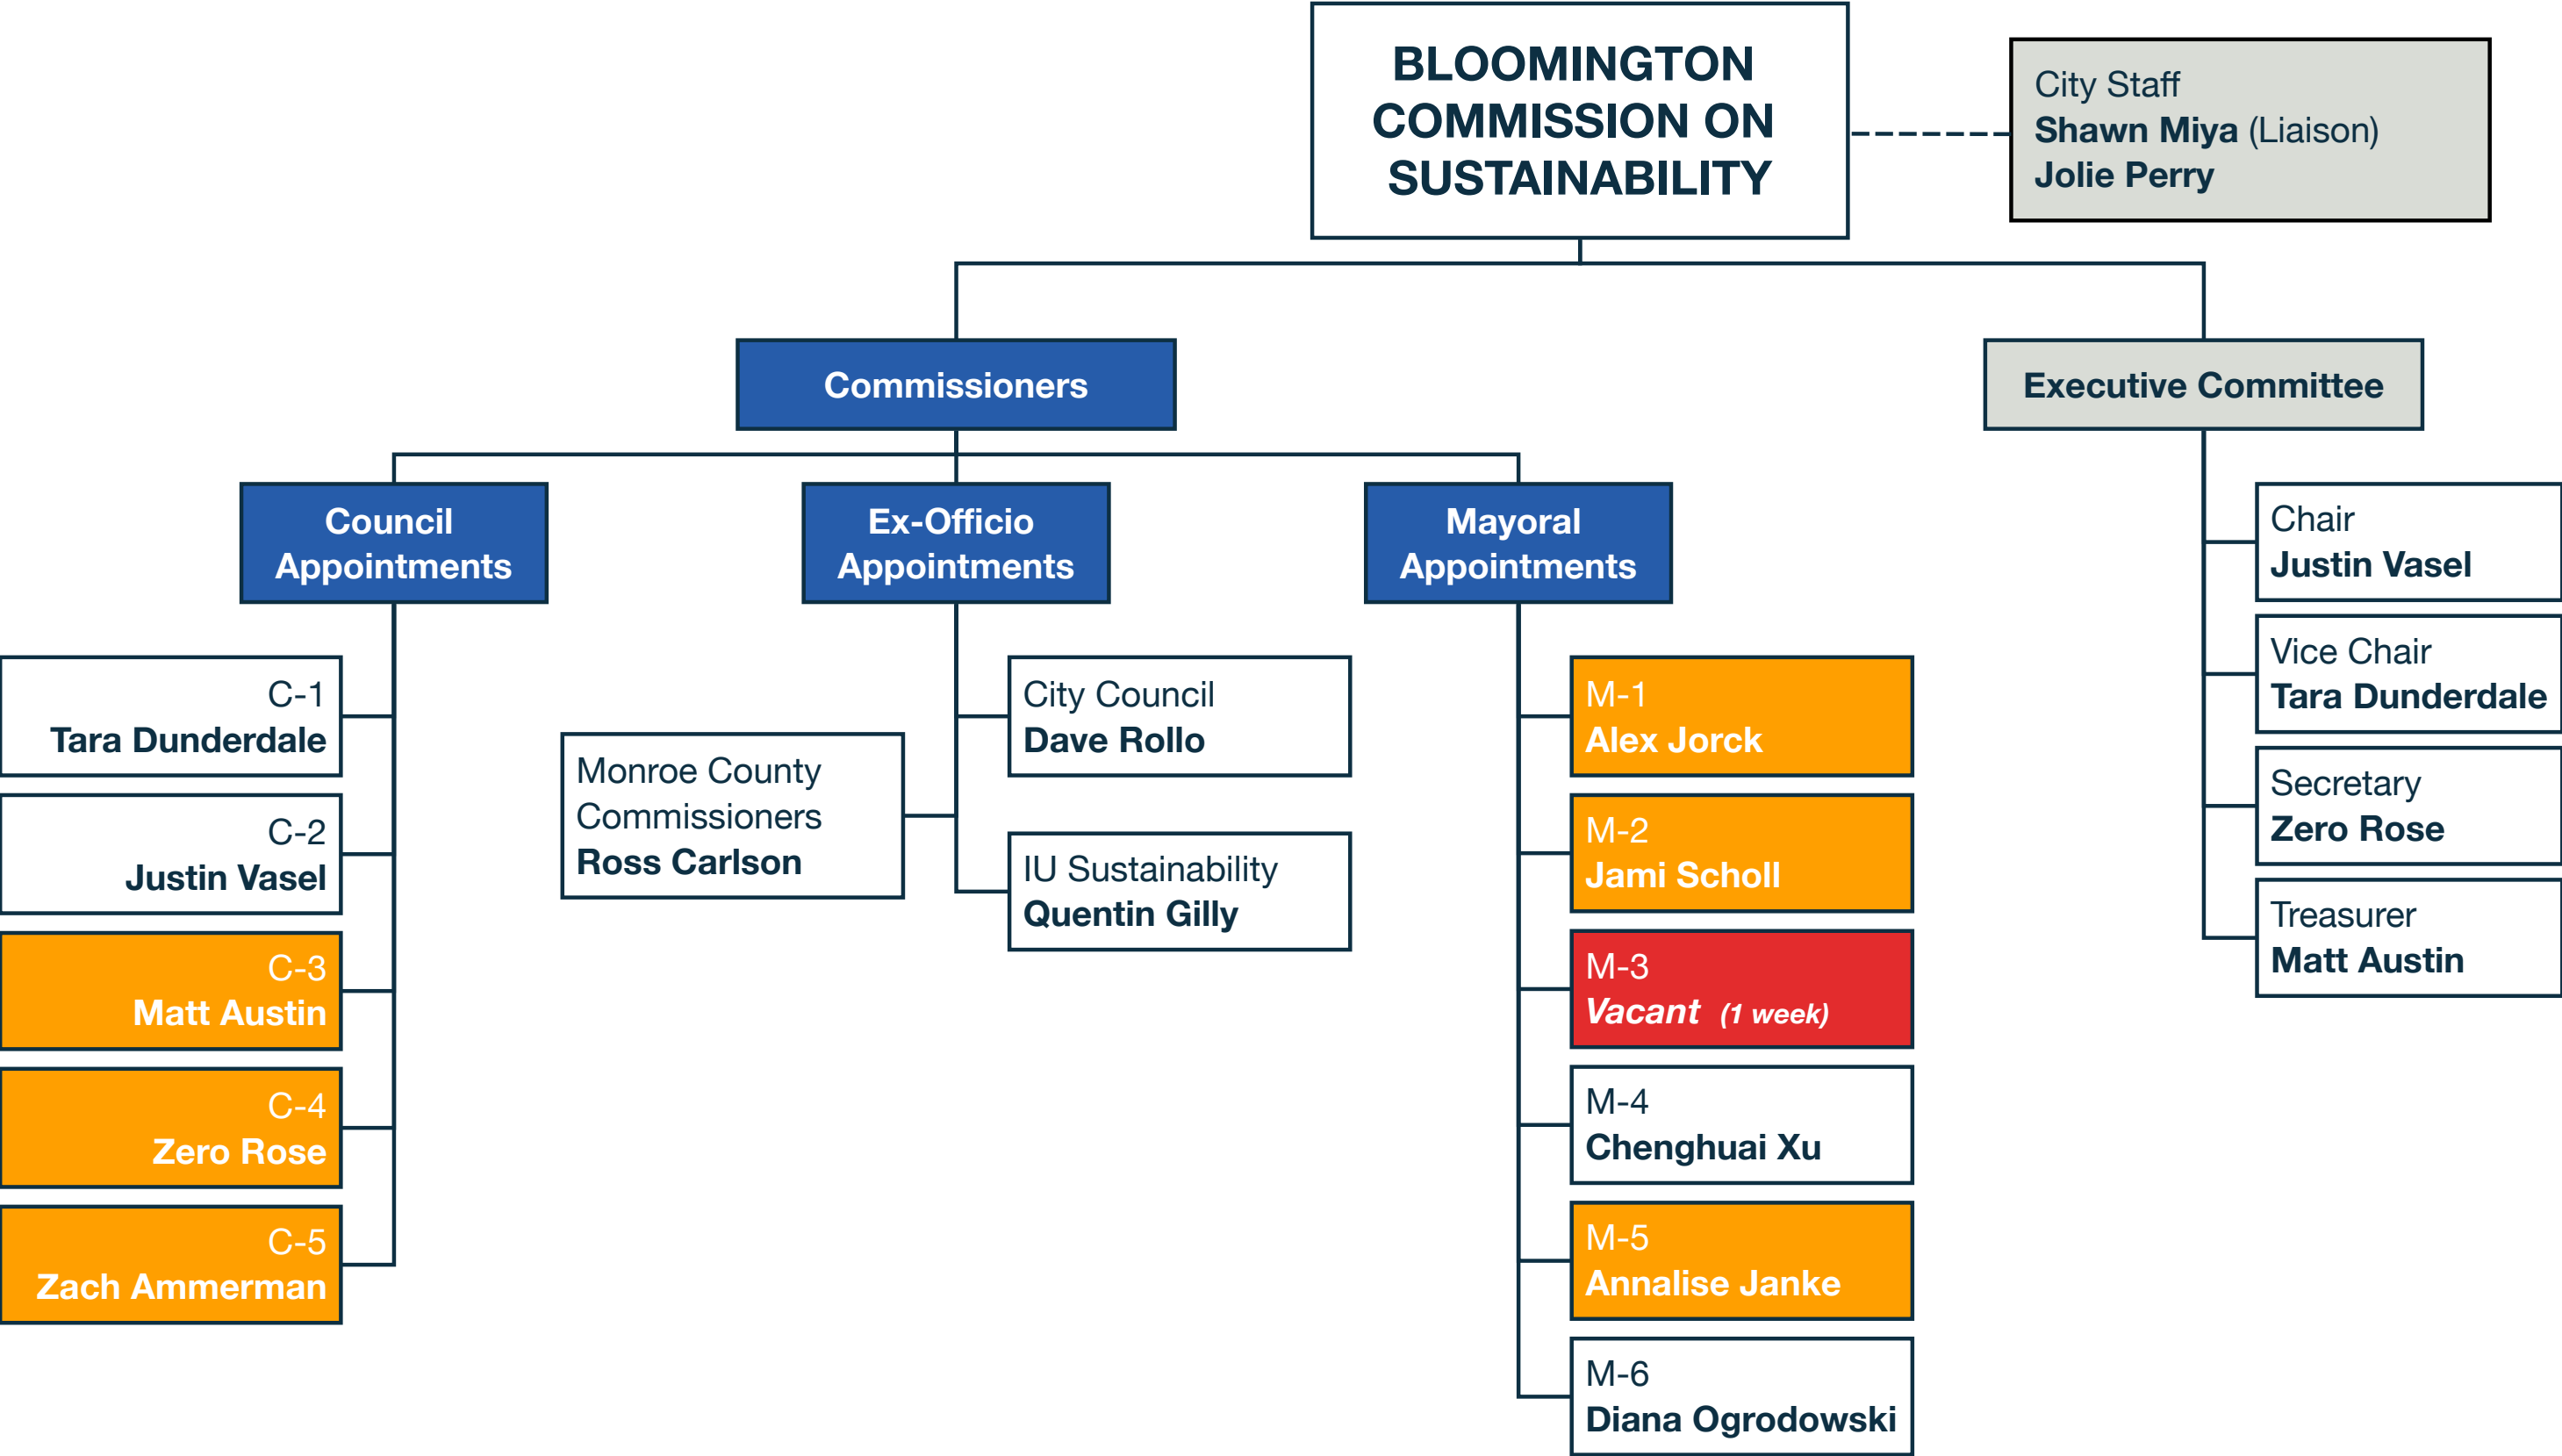 BLOOMINGTON
COMMISSION ON
SUSTAINABILITY
City Staff
Shawn Miya (Liaison)
Jolie Perry
Commissioners
Executive Committee
Council
Appointments
Ex-Officio
Appointments
Mayoral
Appointments
C-1
Tara Dunderdale
C-2
Justin Vasel
C-3
Matt Austin
C-4
Zero Rose
C-5
Zach Ammerman
Monroe County
Commissioners
Ross Carlson
City Council
Dave Rollo
IU Sustainability
Quentin Gilly
M-1
Alex Jorck
M-2
Jami Scholl
M-3
Vacant (1 week)
M-4
Chenghuai Xu
M-5
Annalise Janke
M-6
Diana Ogrodowski
Chair
Justin Vasel
Vice Chair
Tara Dunderdale
Secretary
Zero Rose
Treasurer
Matt Austin